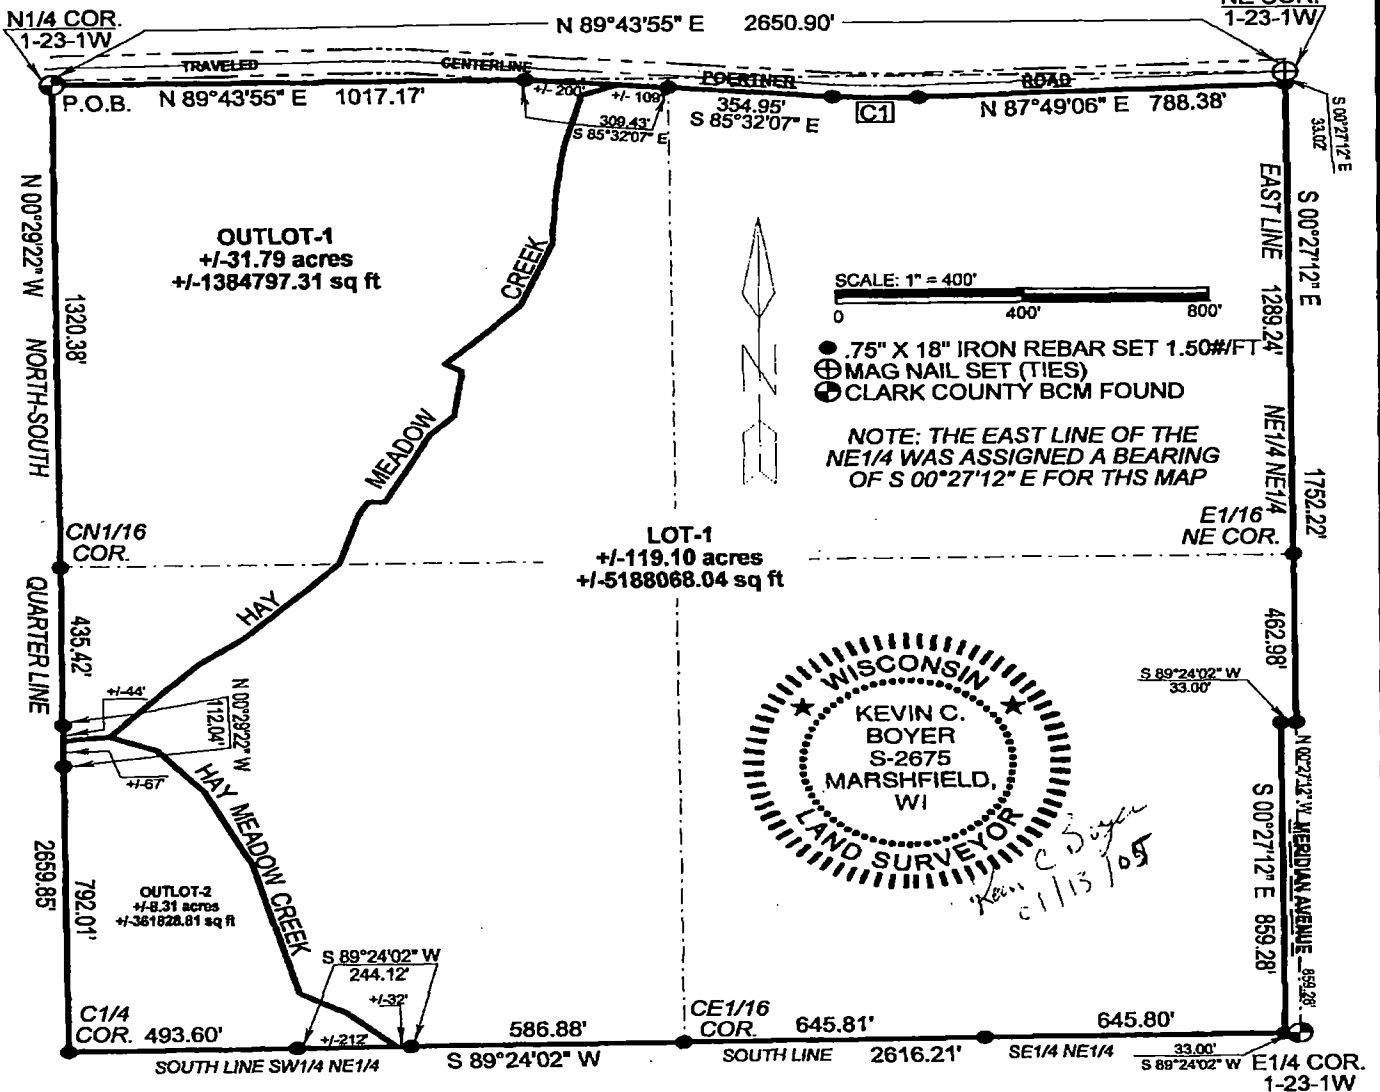 N1/4 COR.
1-23-1W
N 89°43'55" E 2650.90'
NE COR.
1-23-1W
TRAVELED CENTERLINE POERTNER ROAD
P.O.B. N 89°43'55" E 1017.17'
+/- 200' +/- 109'
309.43'
S 85°32'07" E
354.95'
S 85°32'07" E
C1
N 87°49'06" E 788.38'
S 00°27'12" E
33.02'
N 00°29'22" W NORTH-SOUTH QUARTER LINE
1320.38'
OUTLOT-1
+/-31.79 acres
+/-1384797.31 sq ft
HAY MEADOW CREEK
EAST LINE NE1/4 NE1/4
1289.24'
S 00°27'12" E
1752.22'
SCALE: 1" = 400'
0 400' 800'
.75" X 18" IRON REBAR SET 1.50#/FT
MAG NAIL SET (TIES)
CLARK COUNTY BCM FOUND
N
NOTE: THE EAST LINE OF THE
NE1/4 WAS ASSIGNED A BEARING
OF S 00°27'12" E FOR THS MAP
CN1/16
COR.
E1/16
NE COR.
LOT-1
+/-119.10 acres
+/-5188068.04 sq ft
435.42'
462.98'
+/-44'
N 00°29'22" W
112.04'
+/-67'
S 89°24'02" W
33.00'
WISCONSIN
KEVIN C.
BOYER
S-2675
MARSHFIELD,
WI
LAND SURVEYOR
Kevin C Boyer
01/13/05
HAY MEADOW CREEK
2659.85'
792.01'
OUTLOT-2
+/-8.31 acres
+/-361828.81 sq ft
S 00°27'12" E 859.28'
N 00°27'12" W MERIDIAN AVENUE 859.28'
S 89°24'02" W
244.12'
+/-32'
+/-212'
C1/4
COR. 493.60'
586.88'
CE1/16
COR.
645.81'
645.80'
SOUTH LINE SW1/4 NE1/4
S 89°24'02" W
SOUTH LINE 2616.21' SE1/4 NE1/4
33.00'
S 89°24'02" W
E1/4 COR.
1-23-1W